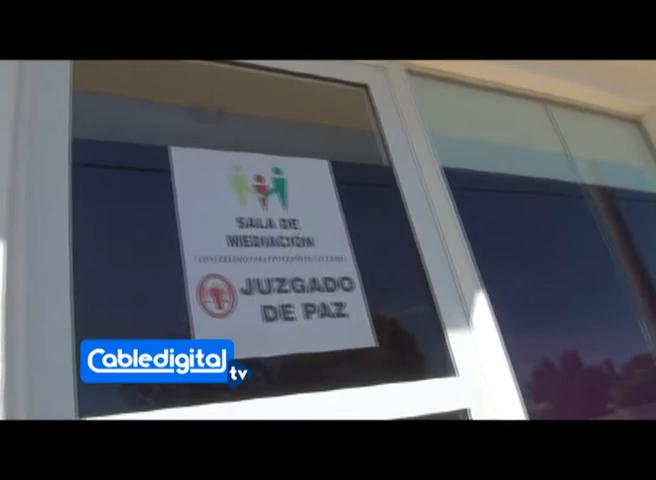 SALA DE
MEDIACIÓN
JUZGADO
DE PAZ
Cabledigital
tv